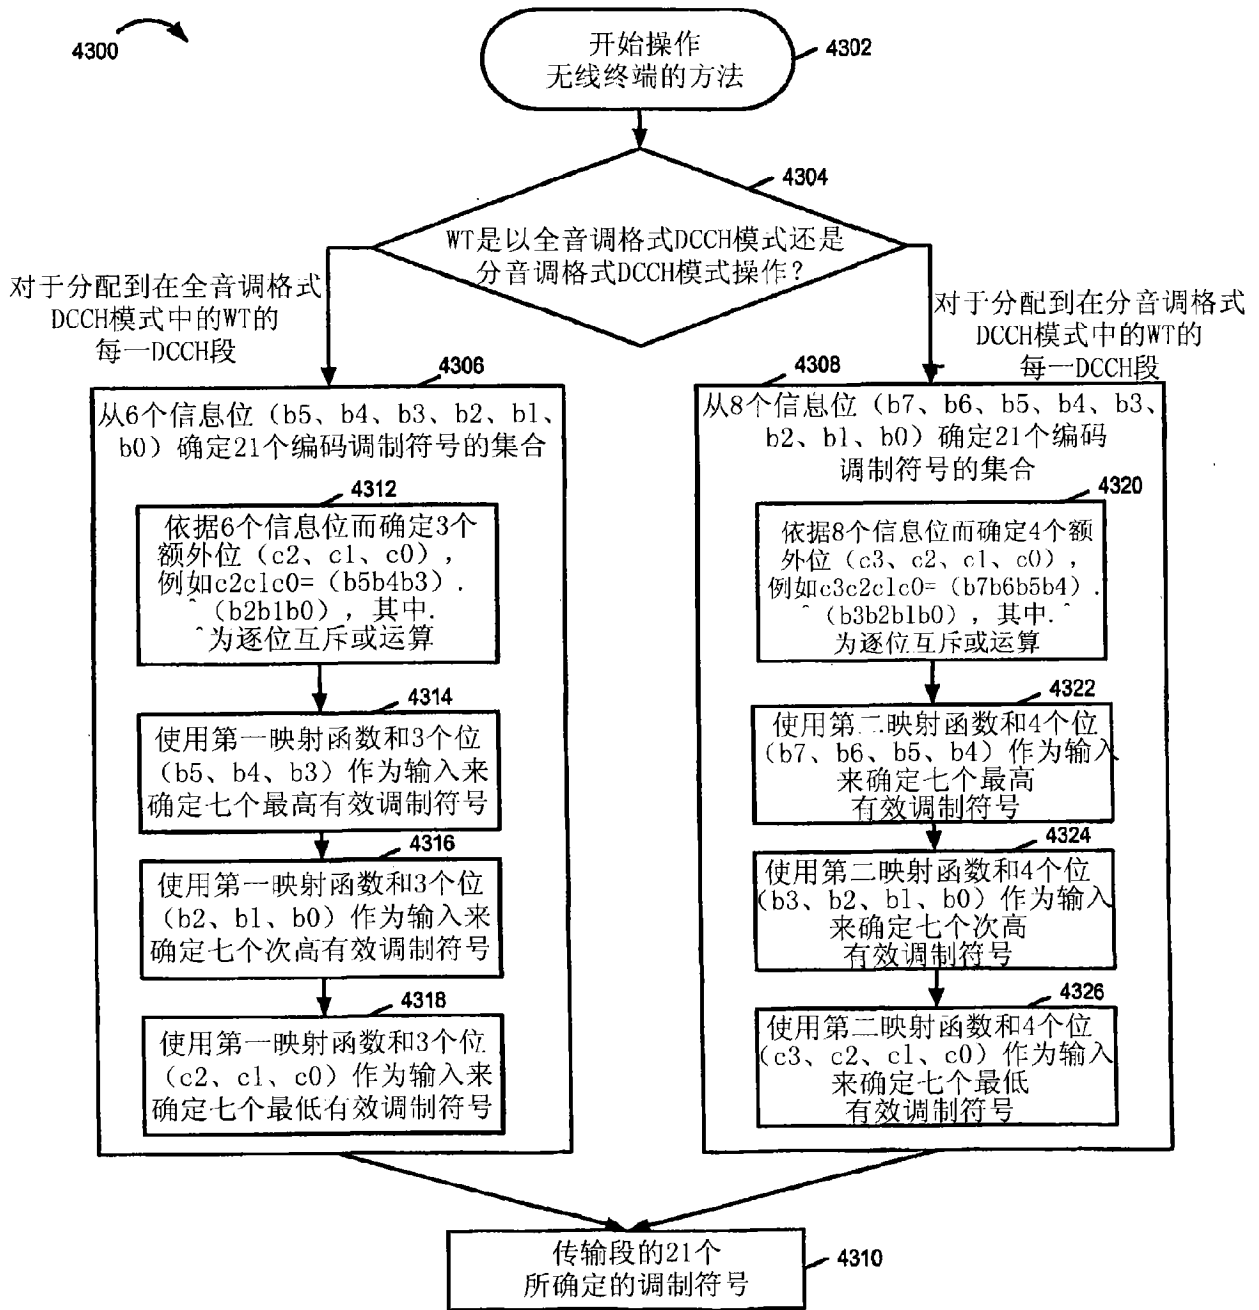 4300
开始操作
无线终端的方法
4302
4304
WT是以全音调格式DCCH模式还是
分音调格式DCCH模式操作？
对于分配到在全音调格式
DCCH模式中的WT的
每一DCCH段
对于分配到在分音调格式
DCCH模式中的WT的
每一DCCH段
4306
从6个信息位（b5、b4、b3、b2、b1、
b0）确定21个编码调制符号的集合
4312
依据6个信息位而确定3个
额外位（c2、c1、c0），
例如c2c1c0=（b5b4b3）.
^（b2b1b0），其中.
^为逐位互斥或运算
4314
使用第一映射函数和3个位
（b5、b4、b3）作为输入来
确定七个最高有效调制符号
4316
使用第一映射函数和3个位
（b2、b1、b0）作为输入来
确定七个次高有效调制符号
4318
使用第一映射函数和3个位
（c2、c1、c0）作为输入来
确定七个最低有效调制符号
4308
从8个信息位（b7、b6、b5、b4、b3、
b2、b1、b0）确定21个编码
调制符号的集合
4320
依据8个信息位而确定4个额
外位（c3、c2、c1、c0），
例如c3c2c1c0=（b7b6b5b4）.
^（b3b2b1b0），其中.^
为逐位互斥或运算
4322
使用第二映射函数和4个位
（b7、b6、b5、b4）作为输入
来确定七个最高
有效调制符号
4324
使用第二映射函数和4个位
（b3、b2、b1、b0）作为输入
来确定七个次高
有效调制符号
4326
使用第二映射函数和4个位
（c3、c2、c1、c0）作为输入
来确定七个最低
有效调制符号
传输段的21个
所确定的调制符号
4310